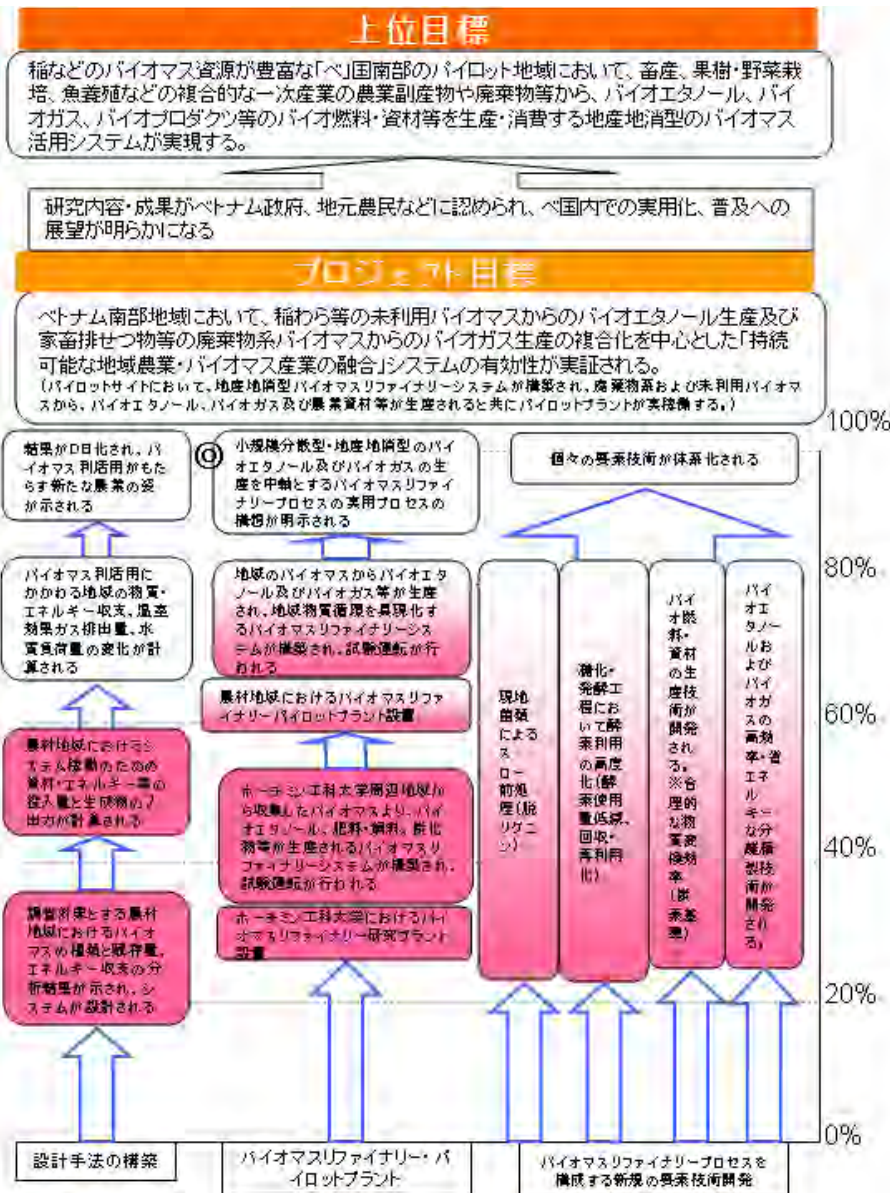 上位目標
稲などのバイオマス資源が豊富な「ベ」国南部のパイロット地域において、畜産、果樹・野菜栽
培、魚養殖などの複合的な一次産業の農業副産物や廃棄物等から、バイオエタノール、バイ
オガス、バイオプロダクツ等のバイオ燃料・資材等を生産・消費する地産地消型のバイオマス
活用システムが実現する。
研究内容・成果がベトナム政府、地元農民などに認められ、ベ国内での実用化、普及への
展望が明らかになる
プロジェクト目標
ベトナム南部地域において、稲わら等の未利用バイオマスからのバイオエタノール生産及び
家畜排せつ物等の廃棄物系バイオマスからのバイオガス生産の複合化を中心とした「持続
可能な地域農業・バイオマス産業の融合」システムの有効性が実証される。
(パイロットサイトにおいて、地産地消型バイオマスリファイナリーシステムが構築され、廃棄物系および未利用バイオマ
スから、バイオエタノール、バイオガス及び農業資材等が生産されると共にパイロットプラントが実稼働する。)
100%
結果がDB化され、バ
イオマス利活用がもた
らす新たな農業の姿
が示される
◎
小規模分散型・地産地消型のバイ
オエタノール及びバイオガスの生
産を中軸とするバイオマスリファイ
ナリープロセスの実用プロセスの
構想が明示される
個々の要素技術が体系化される
80%
バイオマス利活用に
かかわる地域の物質・
エネルギー収支、温室
効果ガス排出量、水
質負荷量の変化が計
算される
地域のバイオマスからバイオエタ
ノール及びバイオガス等が生産
され、地域物質循環を具現化す
るバイオマスリファイナリーシス
テムが構築され、試験運転が行
われる
農村地域におけるバイオマスリファ
イナリーパイロットプラント設置
60%
農村地域におけるシ
ステム稼働のための
資材・エネルギー等の
投入量と生成物の
出力が計算される
ホーチミン工科大学周辺地域か
ら収集したバイオマスより、バイ
オエタノール、肥料・飼料、炭化
物等が生産されるバイオマスリ
ファイナリーシステムが構築され、
試験運転が行われる
40%
調査対象とする農村
地域におけるバイオ
マスの種類と賦存量、
エネルギー収支の分
析結果が示され、シ
ステムが設計される
ホーチミン工科大学におけるバイ
オマスリファイナリー研究プラント
設置
現地
菌類
による
スロー
前処
理(脱
リグニ
ン)
糖化・
発酵工
程にお
いて酵
素利用
の高度
化(酵
素使用
量低減、
回収・
再利用
化)
バイ
オ燃
料・
資材
の生
産技
術が
開発
され
る。
※合
理的
な物
質変
換効
率
(炭
素基
準)
バイ
オエ
タノー
ルお
よび
バイ
オガ
スの
高効
率・省
エネ
ル
ギー
な分
離精
製技
術が
開発
され
る。
20%
0%
設計手法の構築
バイオマスリファイナリー・パ
イロットプラント
バイオマスリファイナリープロセスを
構成する新規の要素技術開発